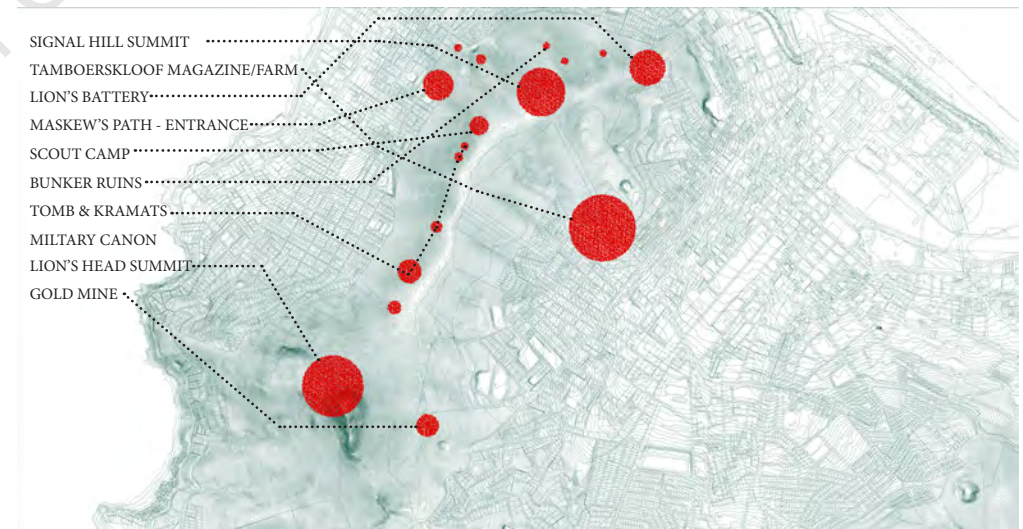 SIGNAL HILL SUMMIT
TAMBOERSKLOOF MAGAZINE/FARM
LION'S BATTERY
MASKEW'S PATH - ENTRANCE
SCOUT CAMP
BUNKER RUINS
TOMB & KRAMATS
MILTARY CANON
LION'S HEAD SUMMIT
GOLD MINE